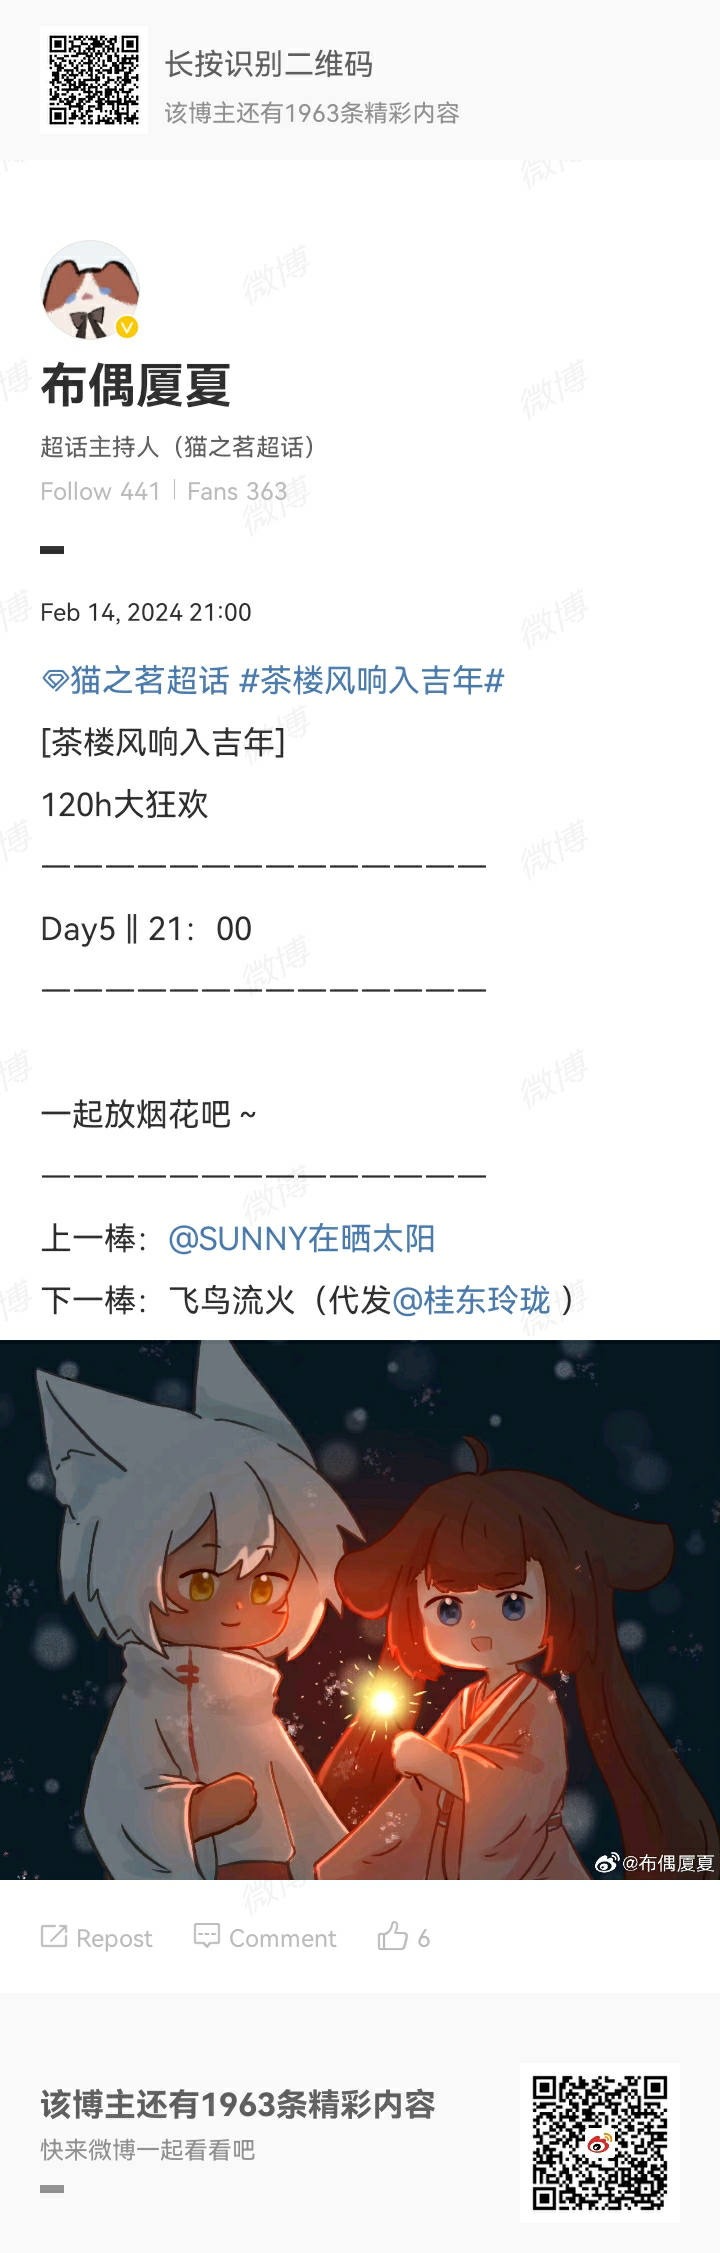 长按识别二维码
该博主还有1963条精彩内容
布偶厦夏
超话主持人（猫之茗超话）
Follow 441 | Fans 363
Feb 14, 2024 21:00
猫之茗超话 #茶楼风响入吉年#
[茶楼风响入吉年]
120h大狂欢
——————————————
Day5 || 21：00
——————————————
一起放烟花吧 ~
——————————————
上一棒：@SUNNY在晒太阳
下一棒：飞鸟流火（代发@桂东玲珑 ）
@布偶厦夏
Repost Comment 6
该博主还有1963条精彩内容
快来微博一起看看吧
微博